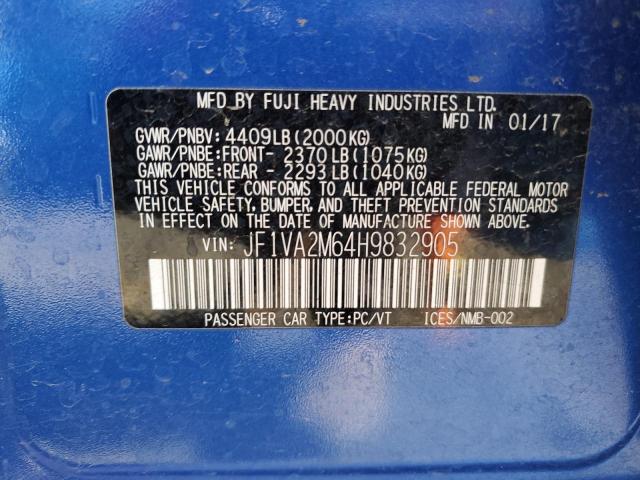 MFD BY FUJI HEAVY INDUSTRIES LTD.
MFD IN 01/17
GVWR/PNBV: 4409LB(2000KG)
GAWR/PNBE:FRONT- 2370 LB(1075KG)
GAWR/PNBE:REAR - 2293 LB(1040KG)
THIS VEHICLE CONFORMS TO ALL APPLICABLE FEDERAL MOTOR
VEHICLE SAFETY, BUMPER, AND THEFT PREVENTION STANDARDS
IN EFFECT ON THE DATE OF MANUFACTURE SHOWN ABOVE.
VIN: JF1VA2M64H9832905
PASSENGER CAR TYPE:PC/VT ICES/NMB-002